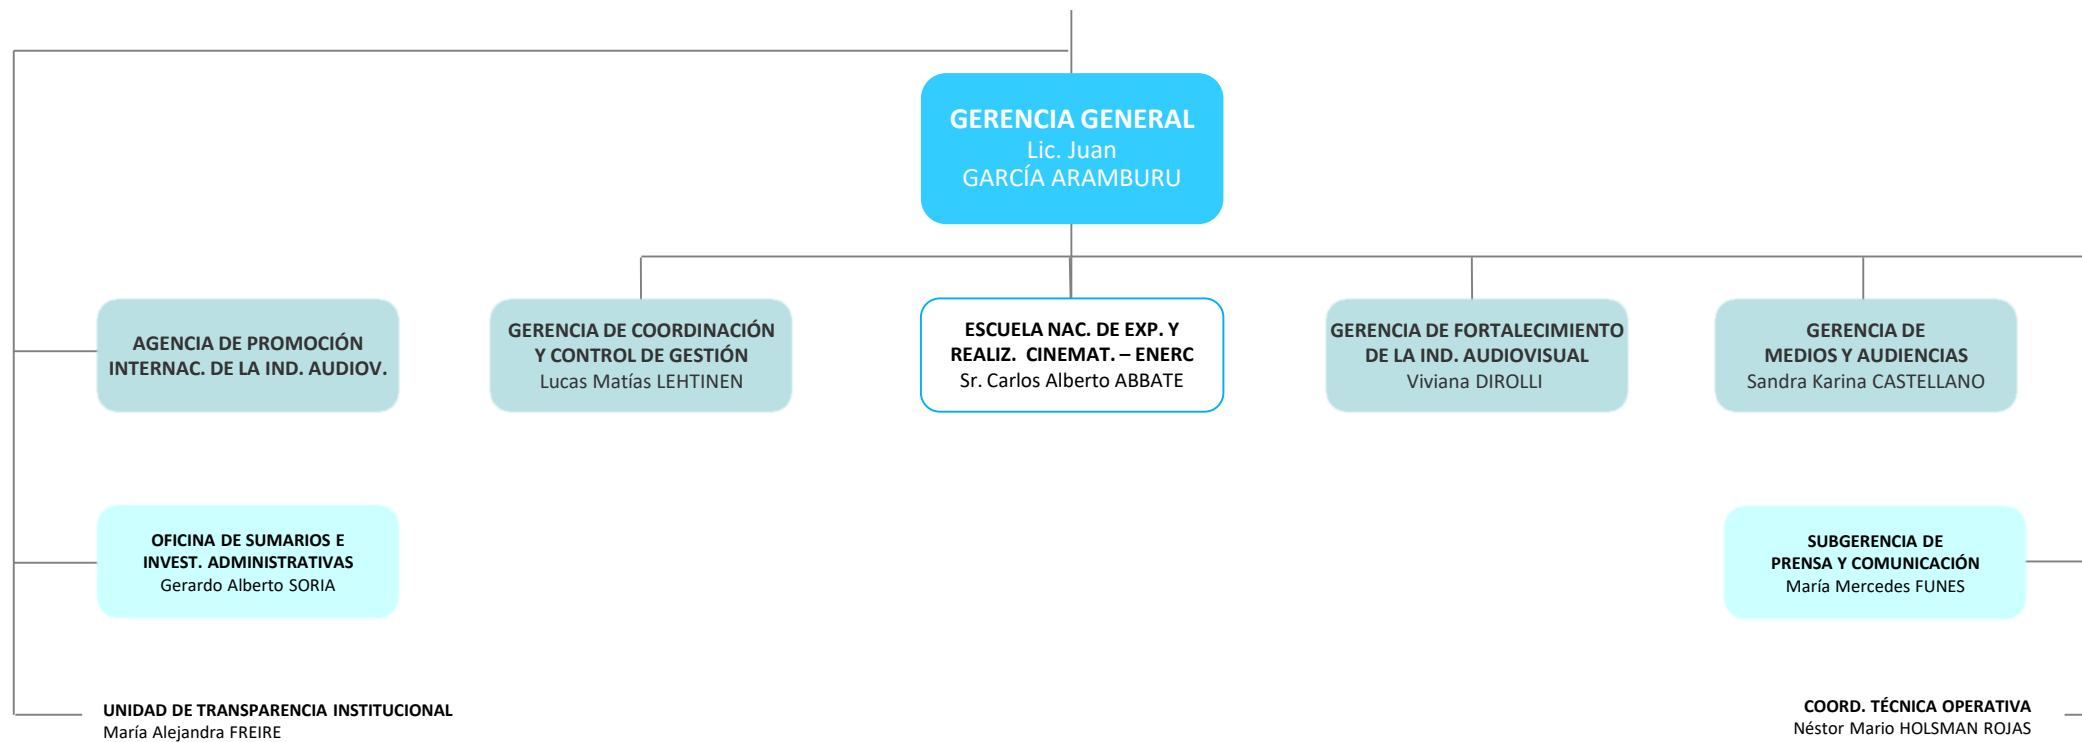 GERENCIA GENERAL
Lic. Juan
GARCÍA ARAMBURU
AGENCIA DE PROMOCIÓN
INTERNAC. DE LA IND. AUDIOV.
GERENCIA DE COORDINACIÓN
Y CONTROL DE GESTIÓN
Lucas Matías LEHTINEN
ESCUELA NAC. DE EXP. Y
REALIZ. CINEMAT. – ENERC
Sr. Carlos Alberto ABBATE
GERENCIA DE FORTALECIMIENTO
DE LA IND. AUDIOVISUAL
Viviana DIROLLI
GERENCIA DE
MEDIOS Y AUDIENCIAS
Sandra Karina CASTELLANO
OFICINA DE SUMARIOS E
INVEST. ADMINISTRATIVAS
Gerardo Alberto SORIA
SUBGERENCIA DE
PRENSA Y COMUNICACIÓN
María Mercedes FUNES
UNIDAD DE TRANSPARENCIA INSTITUCIONAL
María Alejandra FREIRE
COORD. TÉCNICA OPERATIVA
Néstor Mario HOLSMAN ROJAS